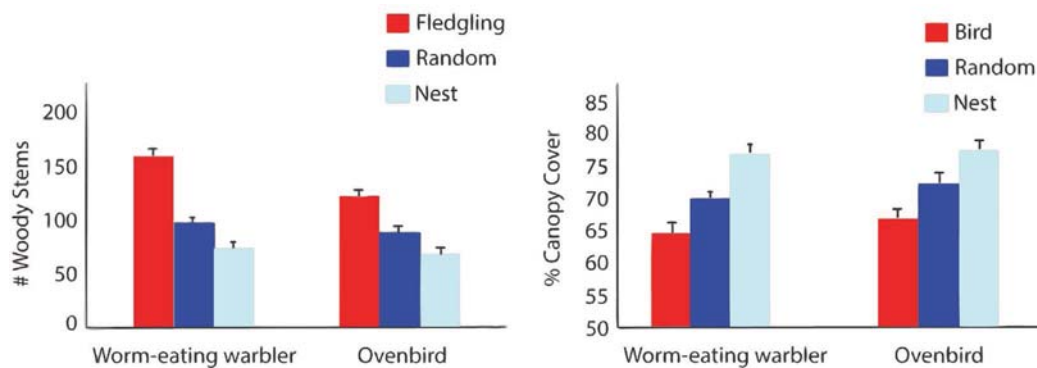 Fledgling
Random
Nest
# Woody Stems
200
150
100
50
0
Worm-eating warbler
Ovenbird
Bird
Random
Nest
% Canopy Cover
85
80
75
70
65
60
55
50
Worm-eating warbler
Ovenbird